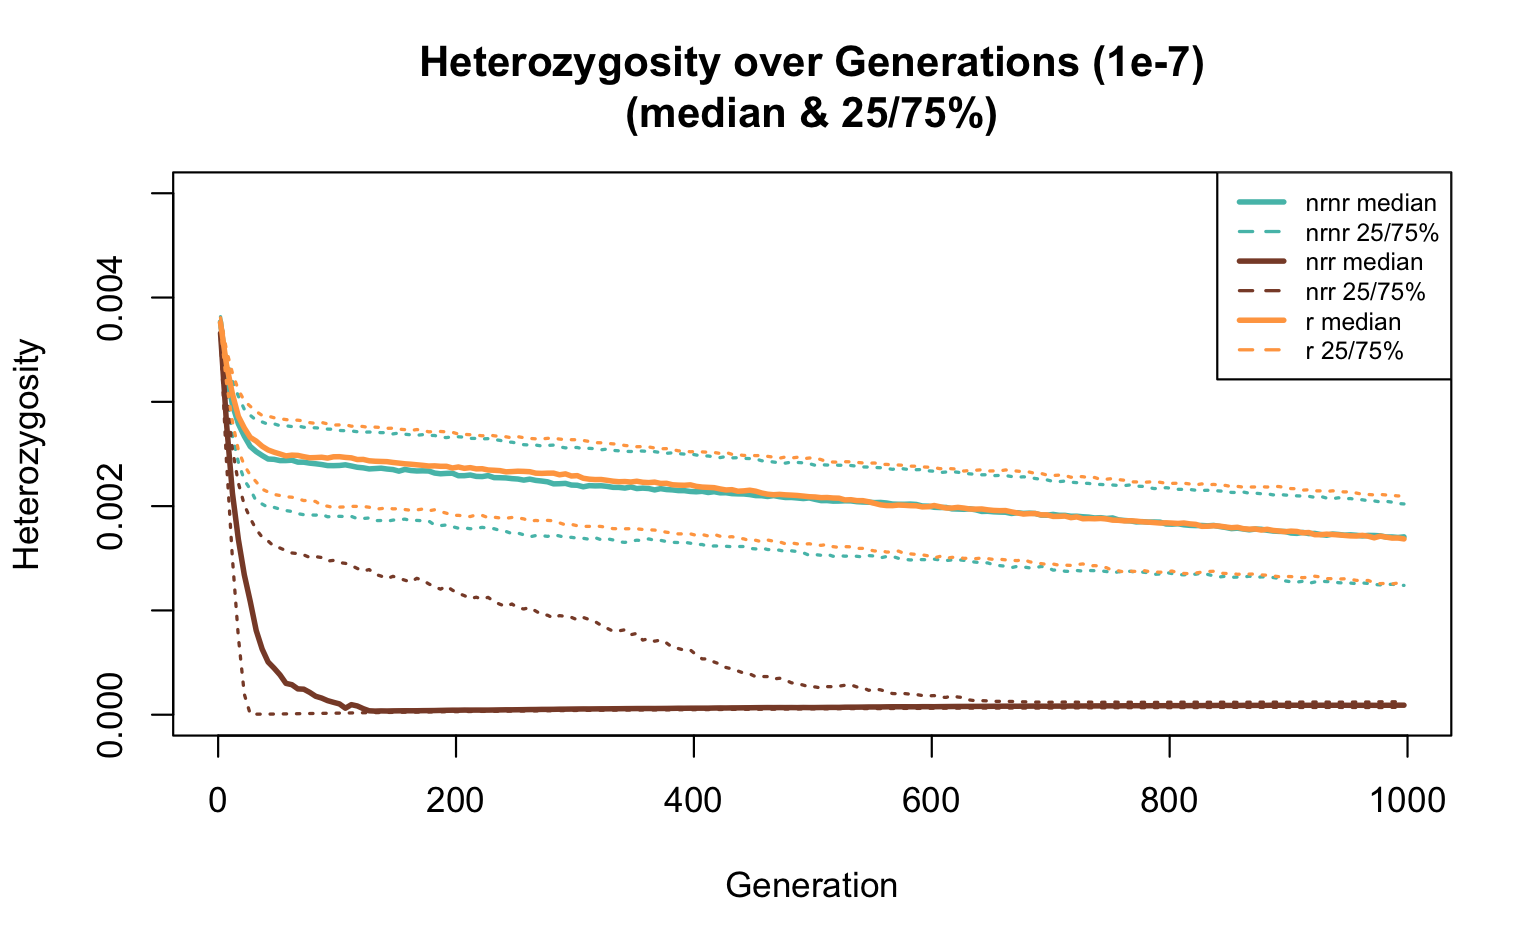 Heterozygosity over Generations (1e-7)
(median & 25/75%)
nrnr median
nrnr 25/75%
nrr median
nrr 25/75%
r median
r 25/75%
Heterozygosity
0.004
0.002
0.000
0
200
400
600
800
1000
Generation